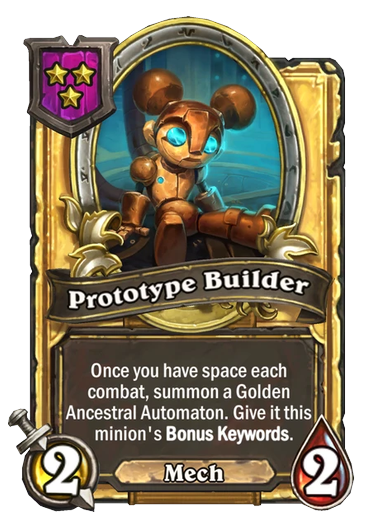 Prototype Builder
Once you have space each
combat, summon a Golden
Ancestral Automaton. Give it this
minion's Bonus Keywords.
2
Mech
2